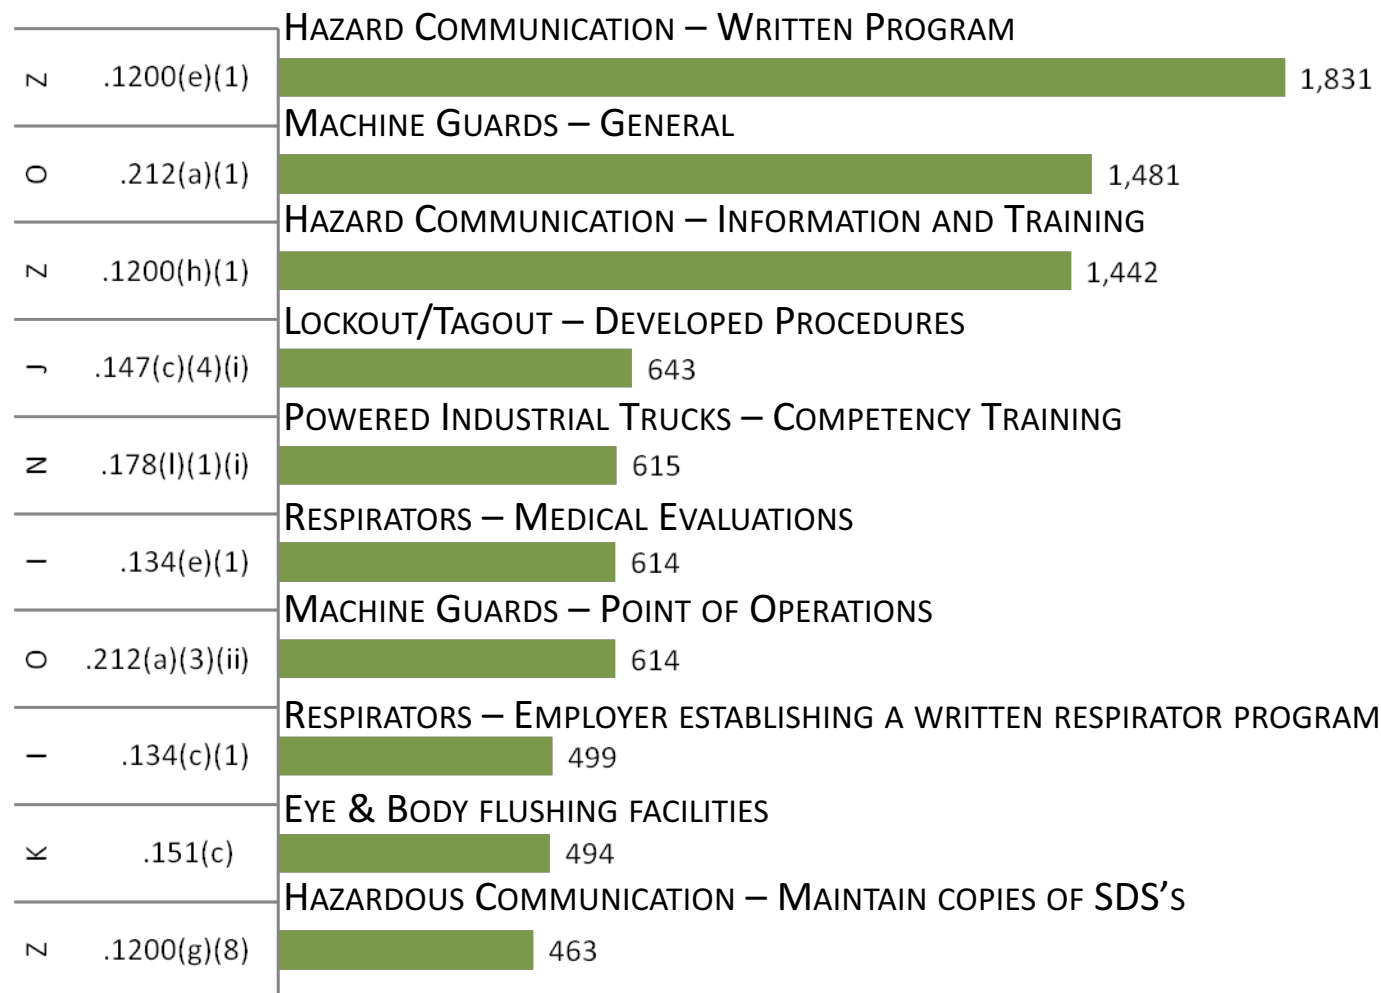 HAZARD COMMUNICATION – WRITTEN PROGRAM
Z .1200(e)(1) 1,831
MACHINE GUARDS – GENERAL
O .212(a)(1) 1,481
HAZARD COMMUNICATION – INFORMATION AND TRAINING
Z .1200(h)(1) 1,442
LOCKOUT/TAGOUT – DEVELOPED PROCEDURES
J .147(c)(4)(i) 643
POWERED INDUSTRIAL TRUCKS – COMPETENCY TRAINING
N .178(l)(1)(i) 615
RESPIRATORS – MEDICAL EVALUATIONS
I .134(e)(1) 614
MACHINE GUARDS – POINT OF OPERATIONS
O .212(a)(3)(ii) 614
RESPIRATORS – EMPLOYER ESTABLISHING A WRITTEN RESPIRATOR PROGRAM
I .134(c)(1) 499
EYE & BODY FLUSHING FACILITIES
K .151(c) 494
HAZARDOUS COMMUNICATION – MAINTAIN COPIES OF SDS'S
Z .1200(g)(8) 463